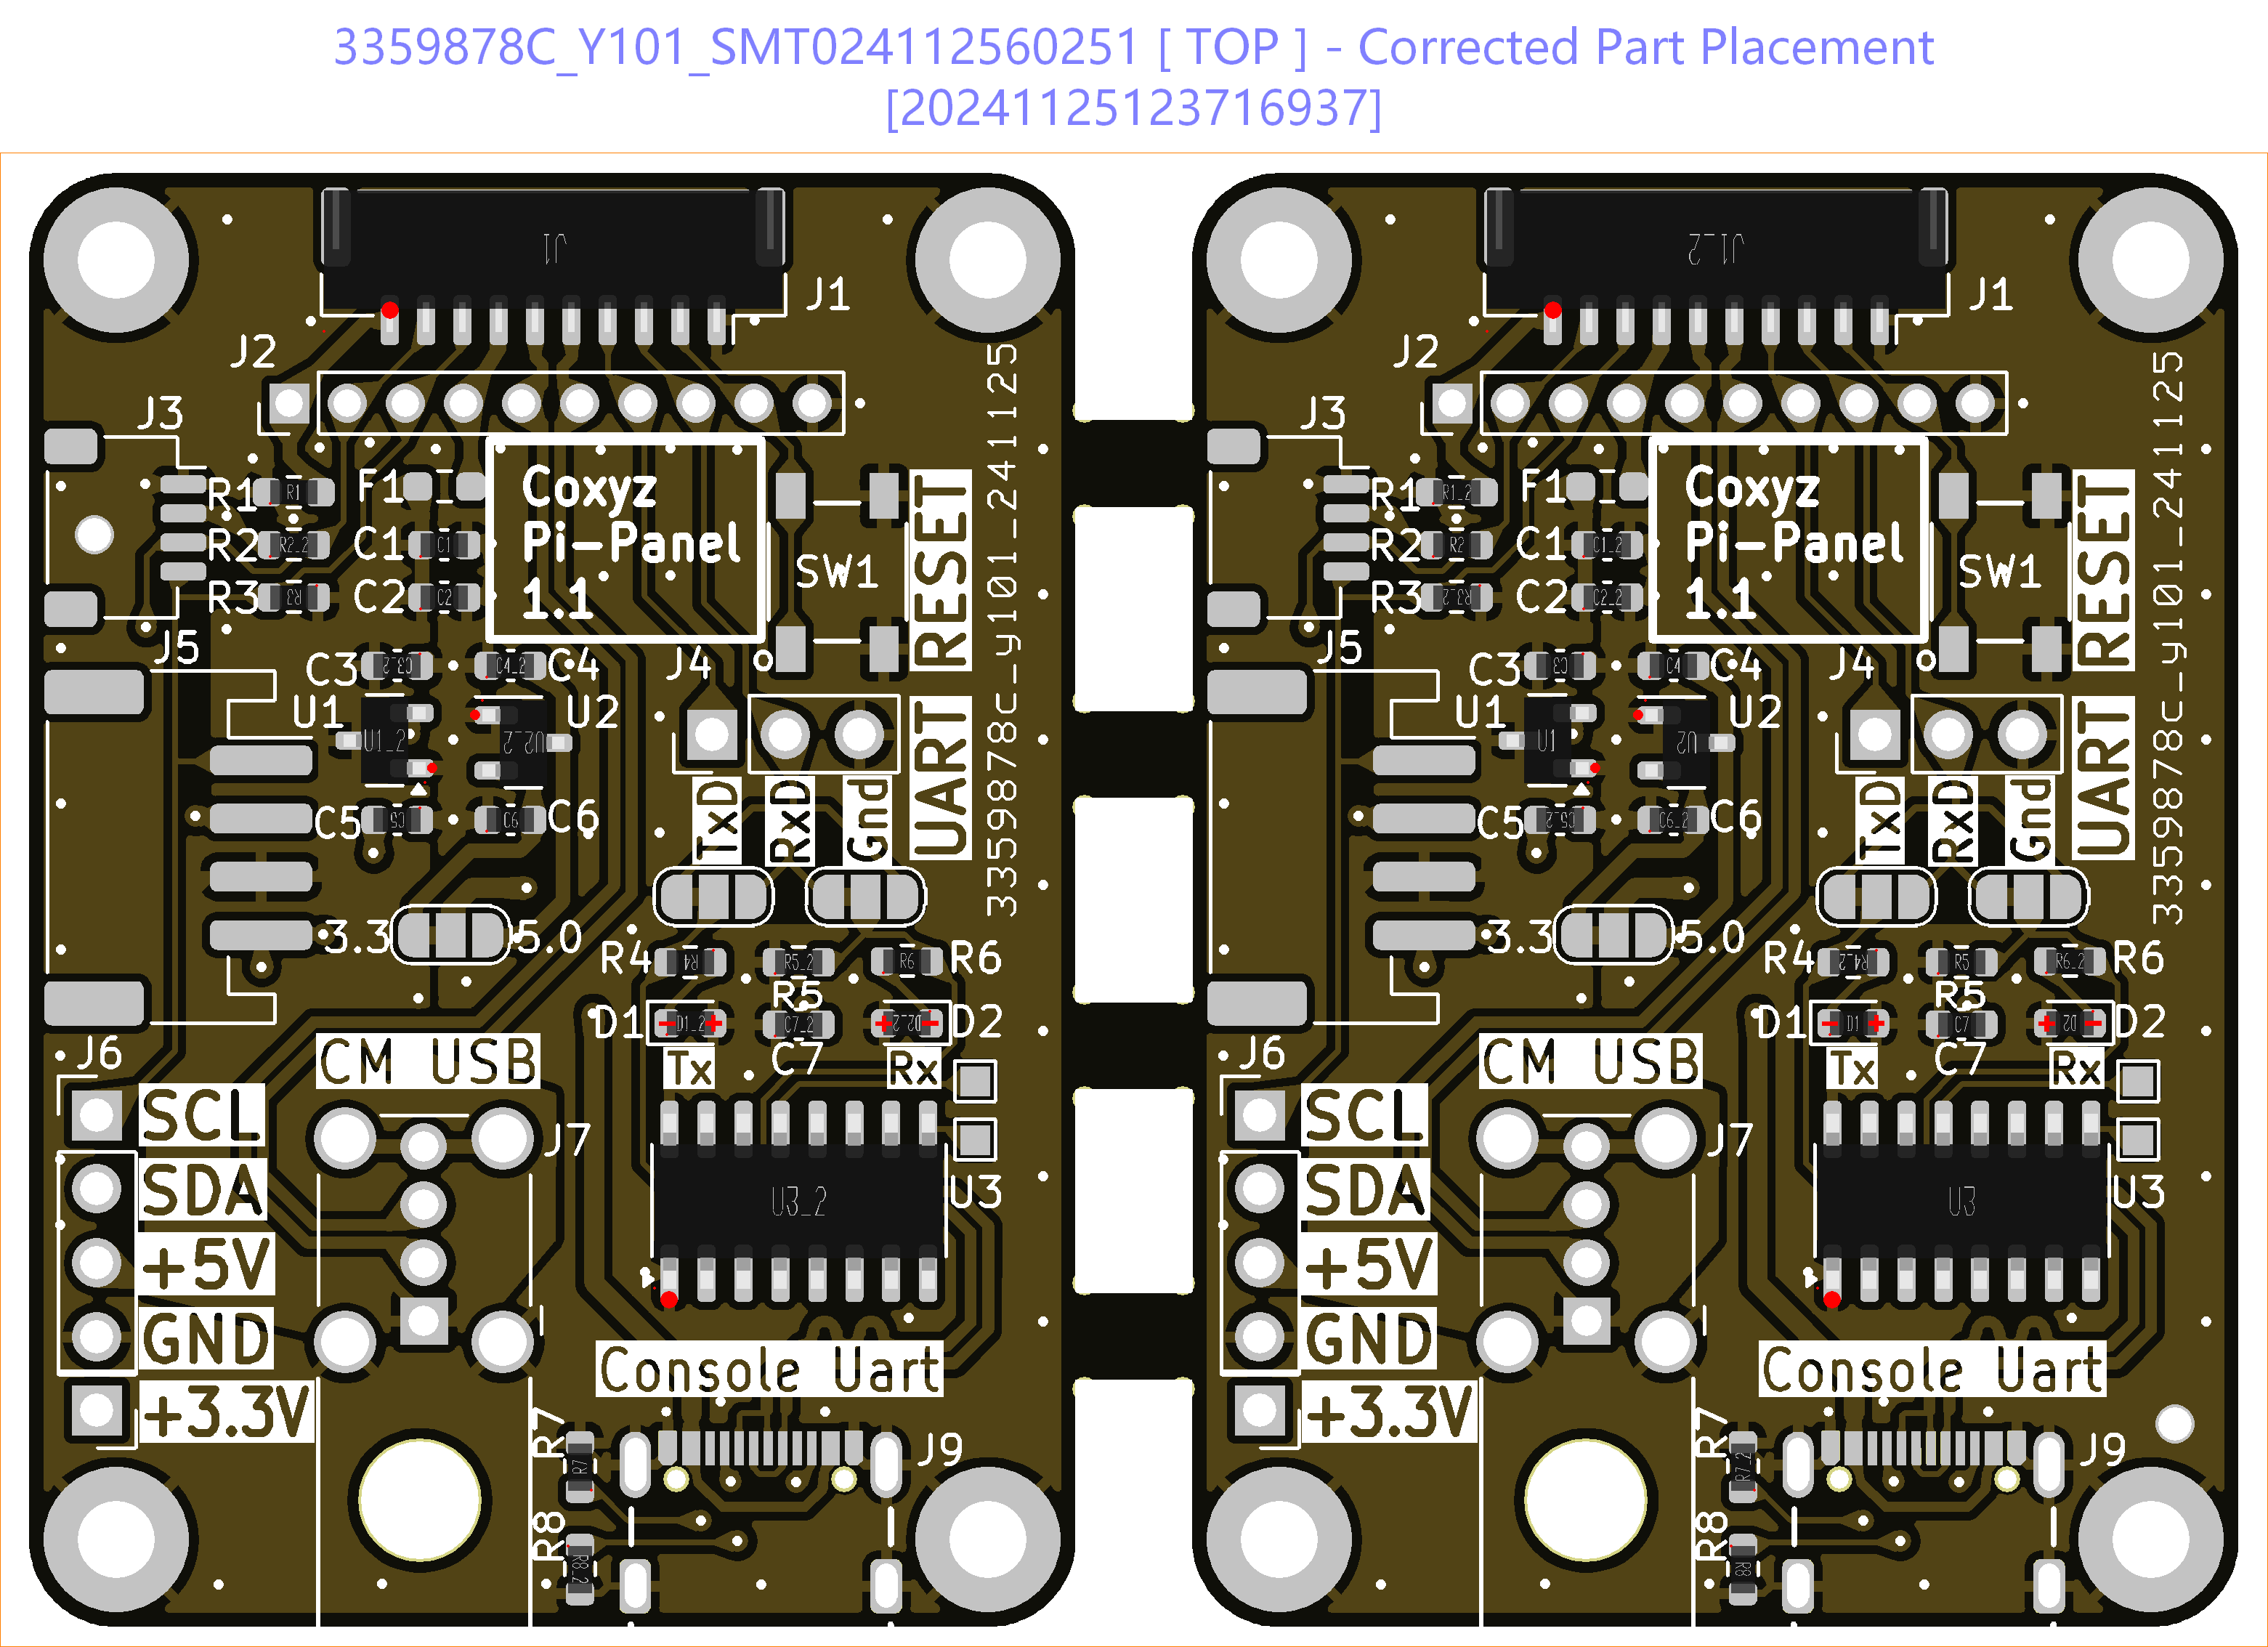 3359878C_Y101_SMT024112560251 [ TOP ] - Corrected Part Placement
[20241125123716937]
J1
J1
J2
J3
R1
R1
F1
R2
R2_2
C1
C1
R3
R3
C2
C2
Coxyz
Pi-Panel
1.1
SW1
RESET
3359878c_y101_241125
J5
C3
C3_2
C4_2
C4
J4
U1
U1_2
U2_2
U2
UART
TxD
RxD
Gnd
C5
C5
C6
C6
3.3
5.0
R4
R4
R5_2
R6
R6
R5
D1
- D1_2 +
C7_2
+ D2_2 -
D2
C7
Tx
Rx
J6
CM USB
SCL
J7
SDA
U3_2
U3
+5V
GND
Console Uart
+3.3V
R7
R7
J9
R8
R8_2
J1_2
J1
J2
J3
R1
R1_2
F1
R2
R2
C1
C1_2
R3
R3_2
C2
C2_2
Coxyz
Pi-Panel
1.1
SW1
RESET
3359878c_y101_241125
J5
C3
C3
C4
C4
J4
U1
U1
U2
U2
UART
TxD
RxD
Gnd
C5
C5_2
C6_2
C6
3.3
5.0
R4
R4_2
R5
R6_2
R6
R5
D1
- D1 +
C7
+ D2 -
D2
C7
Tx
Rx
J6
CM USB
SCL
J7
SDA
U3
U3
+5V
GND
Console Uart
+3.3V
R7
R7_2
J9
R8
R8